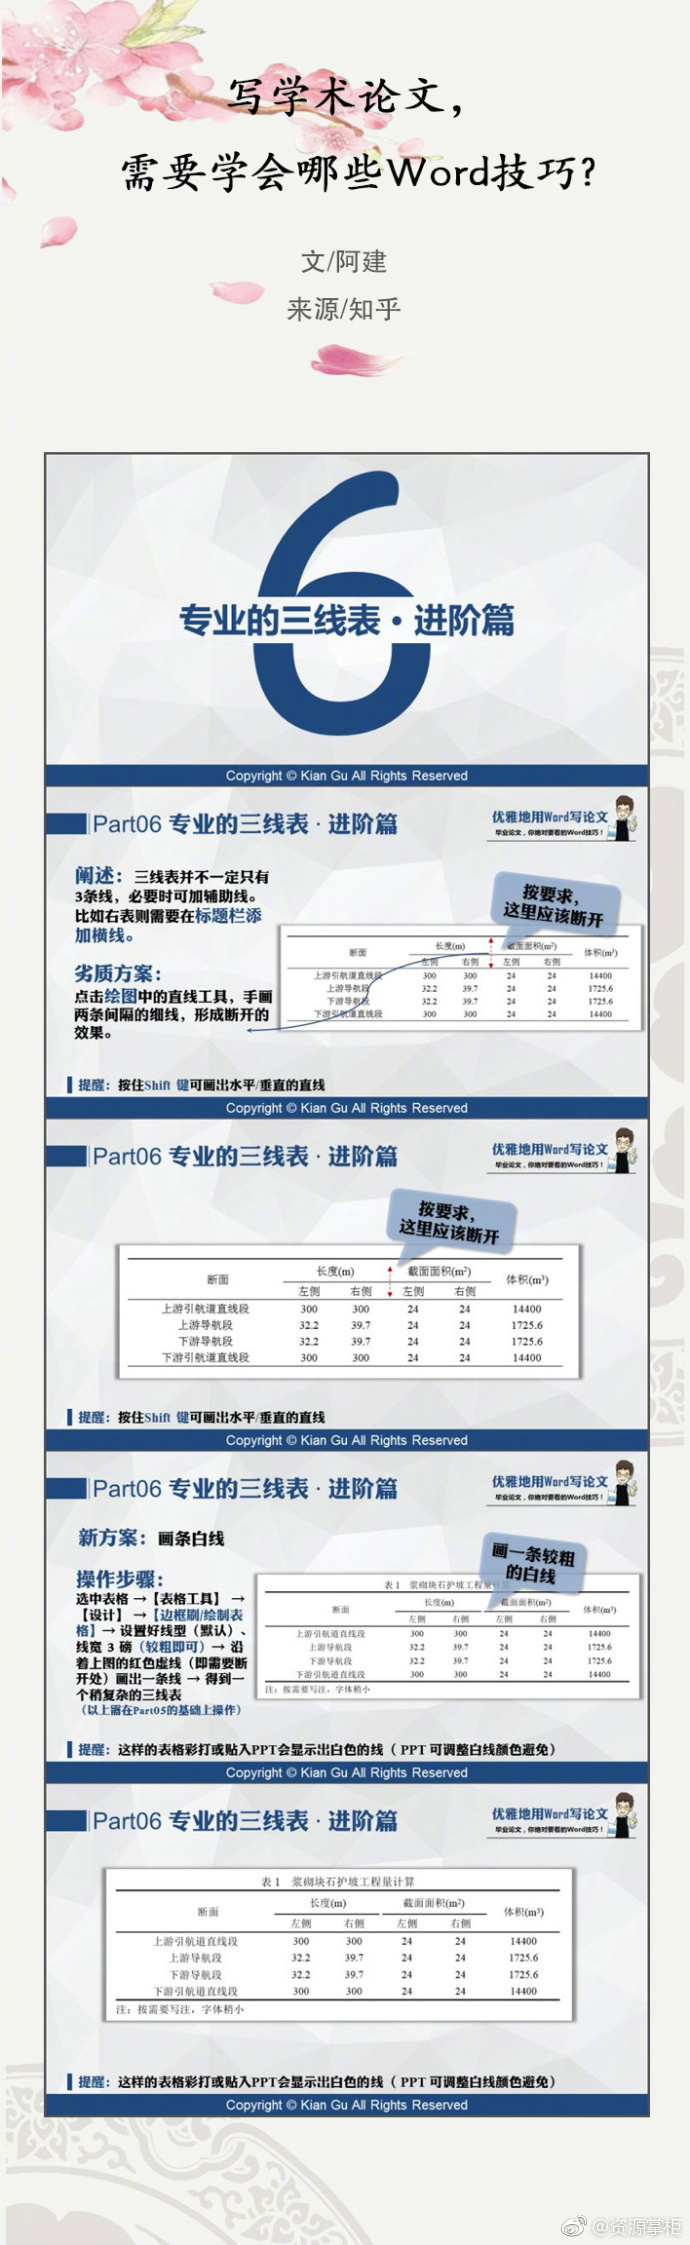 写学术论文，
需要学会哪些Word技巧？
文/阿建
来源/知乎
6
专业的三线表·进阶篇
Copyright © Kian Gu All Rights Reserved
Part06 专业的三线表·进阶篇
优雅地用Word写论文
毕业论文，你绝对要看的Word技巧！
阐述：三线表并不一定只有
3条线，必要时可加辅助线。
比如右表则需要在标题栏添
加横线。
劣质方案：
点击绘图中的直线工具，手画
两条间隔的细线，形成断开的
效果。
按要求，
这里应该断开
断面 长度(m) 截面面积(m²) 体积(m³)
左侧 右侧 左侧 右侧
上游引航道直线段 300 300 24 24 14400
上游导航段 32.2 39.7 24 24 1725.6
下游导航段 32.2 39.7 24 24 1725.6
下游引航道直线段 300 300 24 24 14400
提醒：按住Shift 键可画出水平/垂直的直线
Copyright © Kian Gu All Rights Reserved
Part06 专业的三线表·进阶篇
优雅地用Word写论文
毕业论文，你绝对要看的Word技巧！
按要求，
这里应该断开
断面 长度(m) 截面面积(m²) 体积(m³)
左侧 右侧 左侧 右侧
上游引航道直线段 300 300 24 24 14400
上游导航段 32.2 39.7 24 24 1725.6
下游导航段 32.2 39.7 24 24 1725.6
下游引航道直线段 300 300 24 24 14400
提醒：按住Shift 键可画出水平/垂直的直线
Copyright © Kian Gu All Rights Reserved
Part06 专业的三线表·进阶篇
优雅地用Word写论文
毕业论文，你绝对要看的Word技巧！
新方案：画条白线
操作步骤：
选中表格 →【表格工具】→
【设计】→【边框刷/绘制表
格】→ 设置好线型（默认）、
线宽 3 磅（较粗即可）→ 沿
着上图的红色虚线（即需要断
开处）画出一条线 → 得到一
个稍复杂的三线表
（以上需在Part05的基础上操作）
画一条较粗
的白线
表1 浆砌块石护坡工程量计算
断面 长度(m) 截面面积(m²) 体积(m³)
左侧 右侧 左侧 右侧
上游引航道直线段 300 300 24 24 14400
上游导航段 32.2 39.7 24 24 1725.6
下游导航段 32.2 39.7 24 24 1725.6
下游引航道直线段 300 300 24 24 14400
注：按需要写注，字体稍小
提醒：这样的表格彩打或贴入PPT会显示出白色的线（ PPT 可调整白线颜色避免）
Copyright © Kian Gu All Rights Reserved
Part06 专业的三线表·进阶篇
优雅地用Word写论文
毕业论文，你绝对要看的Word技巧！
表1 浆砌块石护坡工程量计算
断面 长度(m) 截面面积(m²) 体积(m³)
左侧 右侧 左侧 右侧
上游引航道直线段 300 300 24 24 14400
上游导航段 32.2 39.7 24 24 1725.6
下游导航段 32.2 39.7 24 24 1725.6
下游引航道直线段 300 300 24 24 14400
注：按需要写注，字体稍小
提醒：这样的表格彩打或贴入PPT会显示出白色的线（ PPT 可调整白线颜色避免）
Copyright © Kian Gu All Rights Reserved
@资源掌柜